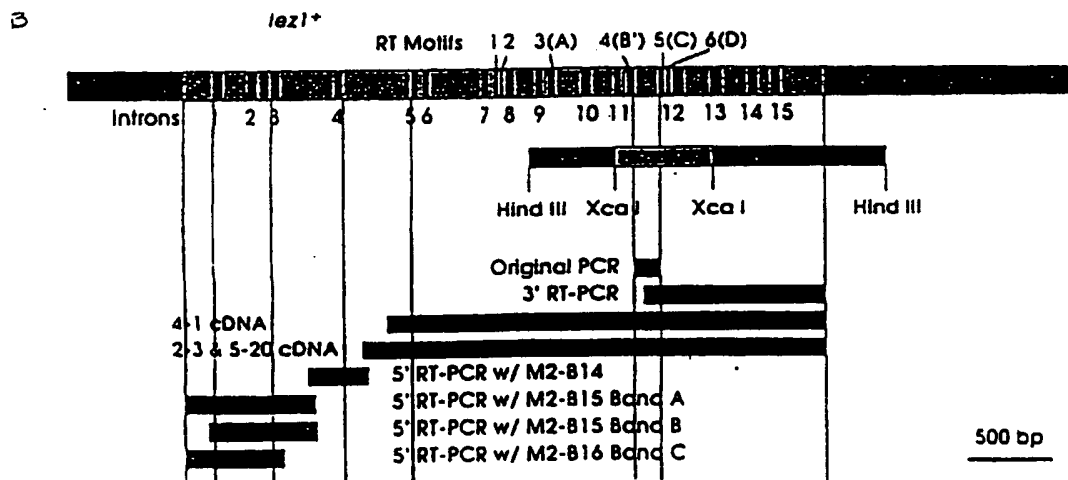 B
tez1+
RT Motifs 1 2 3(A) 4(B') 5(C) 6(D)
Introns 1 2 3 4 5 6 7 8 9 10 11 12 13 14 15
Hind III Xca I Xca I Hind III
Original PCR
3' RT-PCR
4-1 cDNA
2-3 & 5-20 cDNA
5' RT-PCR w/ M2-B14
5' RT-PCR w/ M2-B15 Band A
5' RT-PCR w/ M2-B15 Band B
5' RT-PCR w/ M2-B16 Band C
500 bp